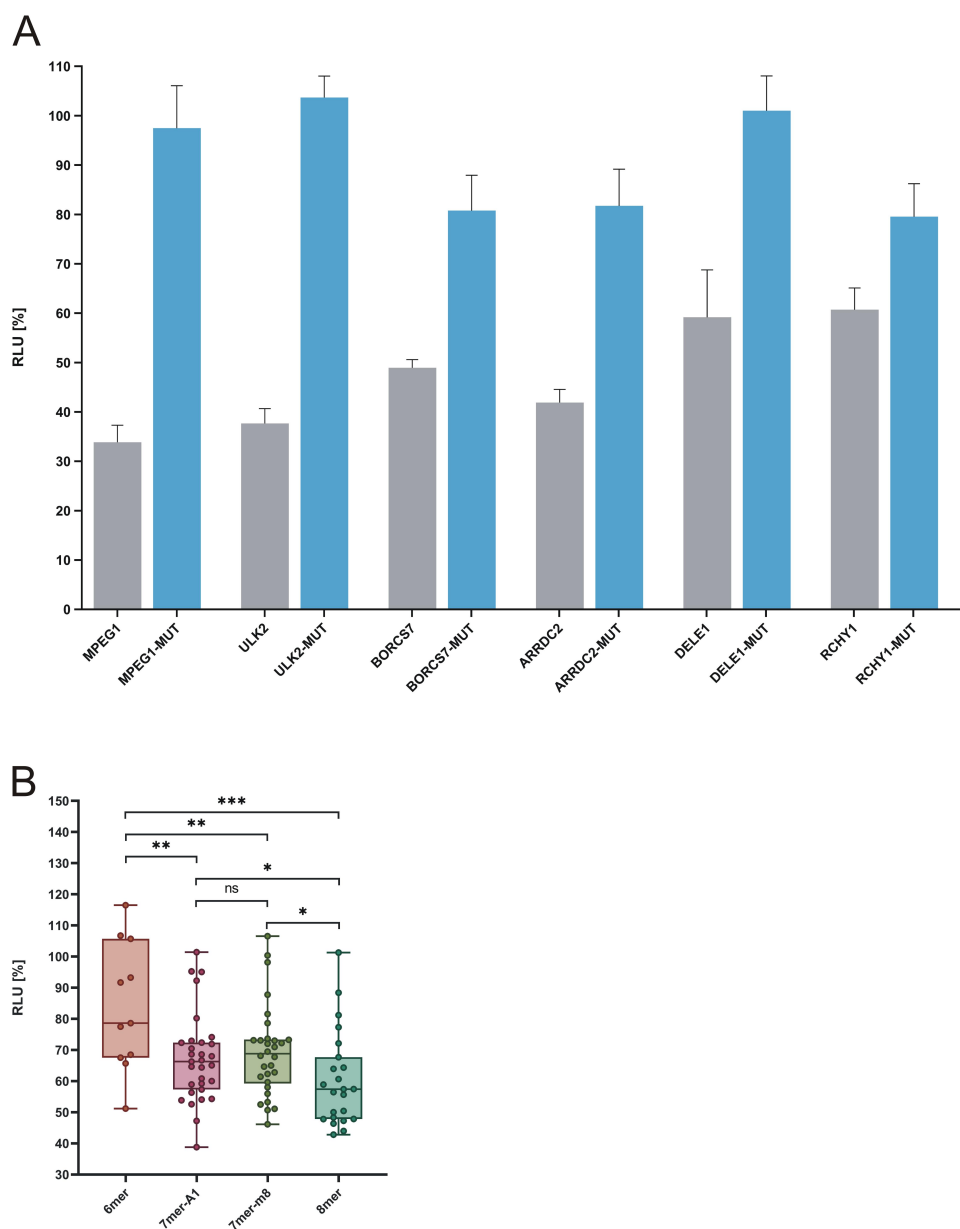 A
110
100
90
80
70
60
50
40
30
20
10
0
RLU [%]
MPEG1
MPEG1-MUT
ULK2
ULK2-MUT
BORCS7
BORCS7-MUT
ARRDC2
ARRDC2-MUT
DELE1
DELE1-MUT
RCHY1
RCHY1-MUT
B
150
140
130
120
110
100
90
80
70
60
50
40
30
RLU [%]
***
**
**
*
ns
*
6mer
7mer-A1
7mer-m8
8mer